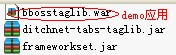 bbosstaglib.war demo应用
ditchnet-tabs-taglib.jar
frameworkset.jar